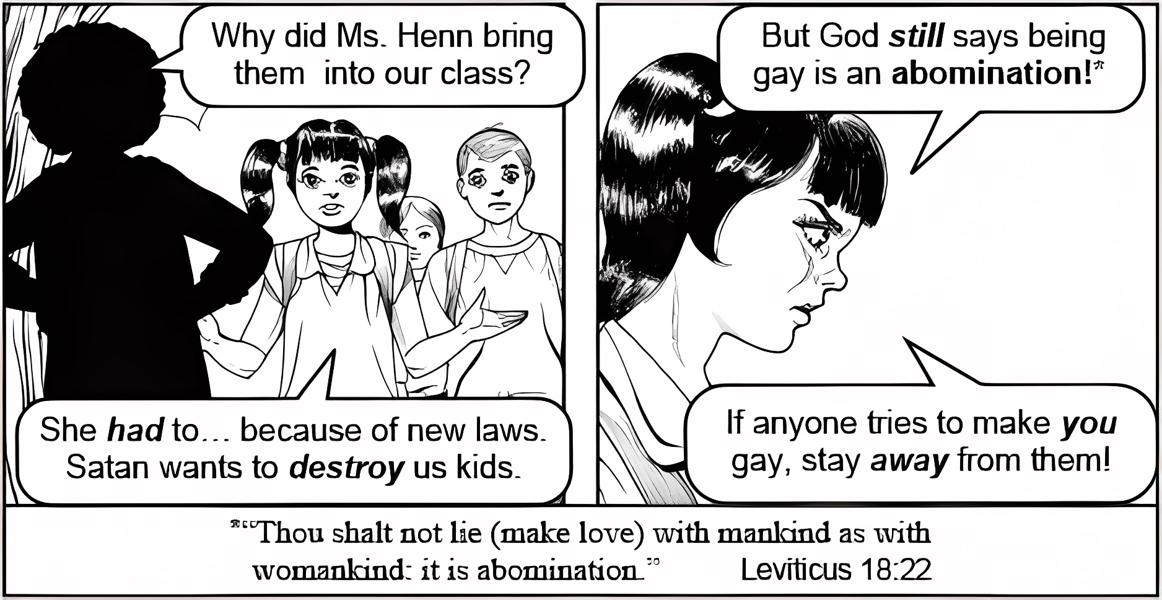 Why did Ms. Henn bring
them into our class?
She had to... because of new laws.
Satan wants to destroy us kids.
But God still says being
gay is an abomination!*
If anyone tries to make you
gay, stay away from them!
*“Thou shalt not lie (make love) with mankind as with
womankind: it is abomination.”
Leviticus 18:22